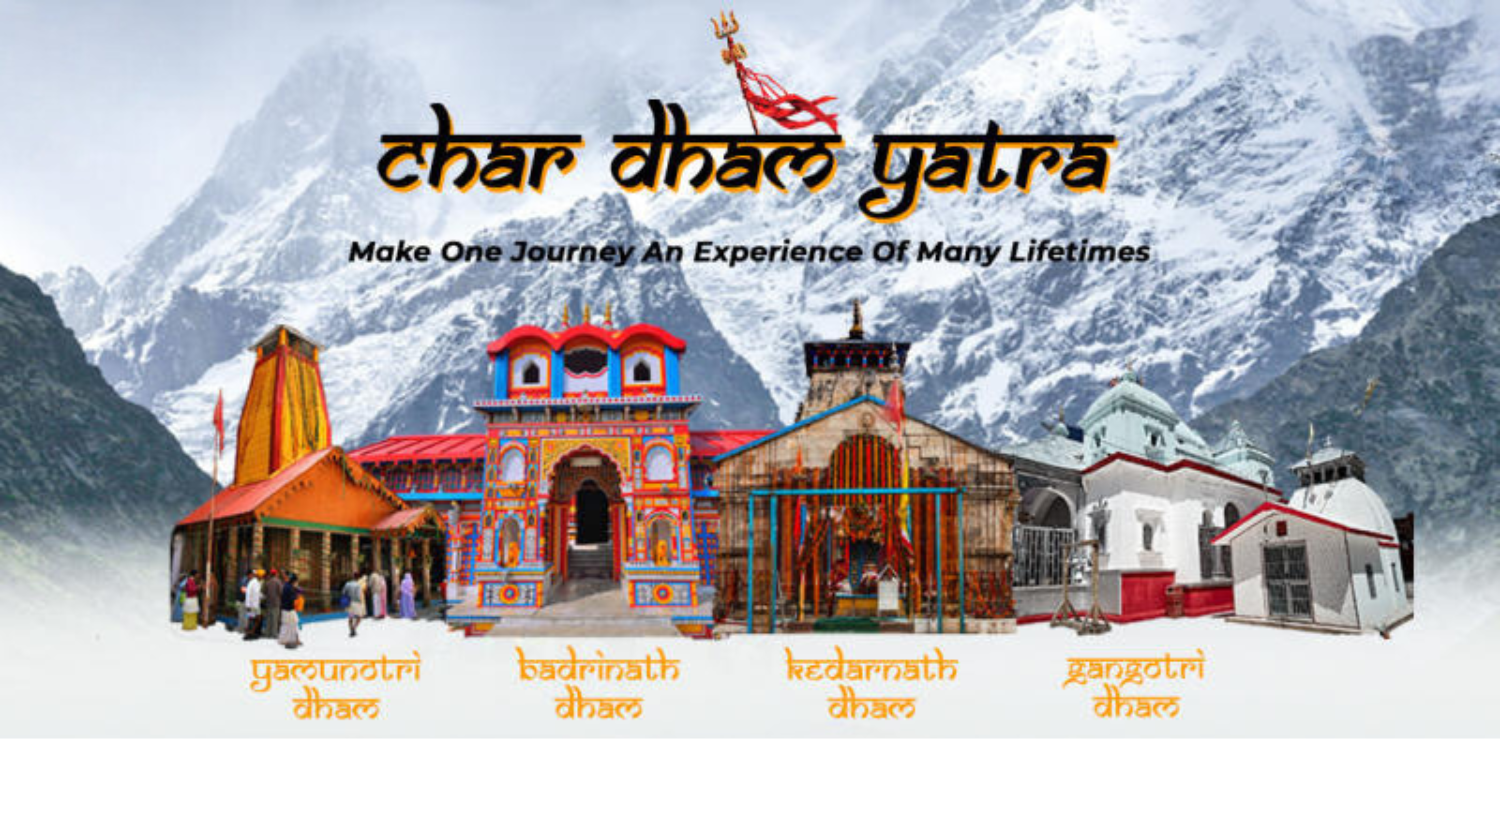 char dham yatra
Make One Journey An Experience Of Many Lifetimes
yamunotri
dham
badrinath
dham
kedarnath
dham
gangotri
dham